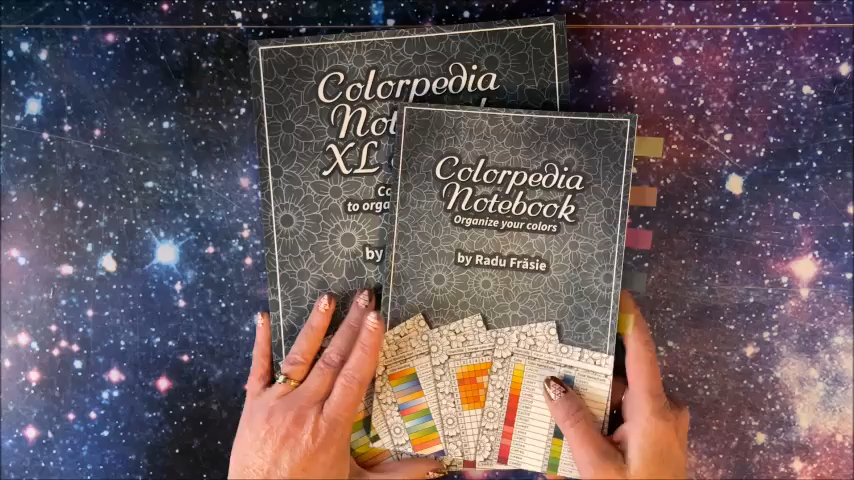 Colorpedia
XL
by
Colorpedia
Notebook
Organize your colors
by Radu Frăsie